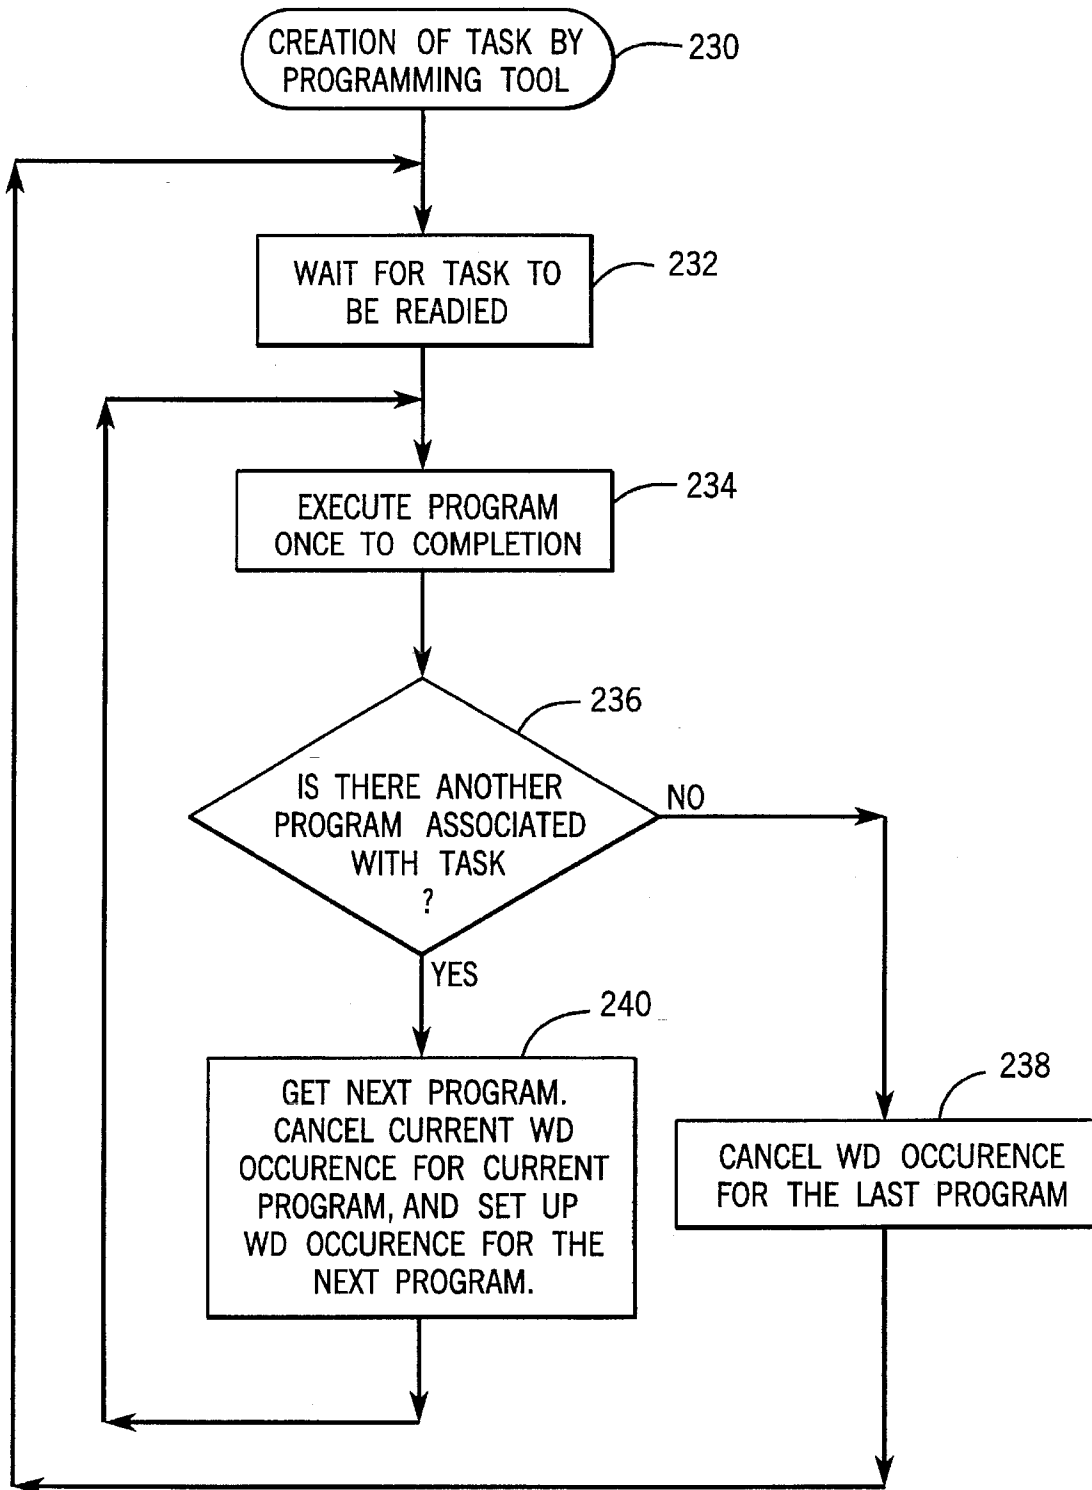 CREATION OF TASK BY
PROGRAMMING TOOL
230
WAIT FOR TASK TO
BE READIED
232
EXECUTE PROGRAM
ONCE TO COMPLETION
234
236
IS THERE ANOTHER
PROGRAM ASSOCIATED
WITH TASK
?
NO
YES
240
GET NEXT PROGRAM.
CANCEL CURRENT WD
OCCURENCE FOR CURRENT
PROGRAM, AND SET UP
WD OCCURENCE FOR THE
NEXT PROGRAM.
238
CANCEL WD OCCURENCE
FOR THE LAST PROGRAM